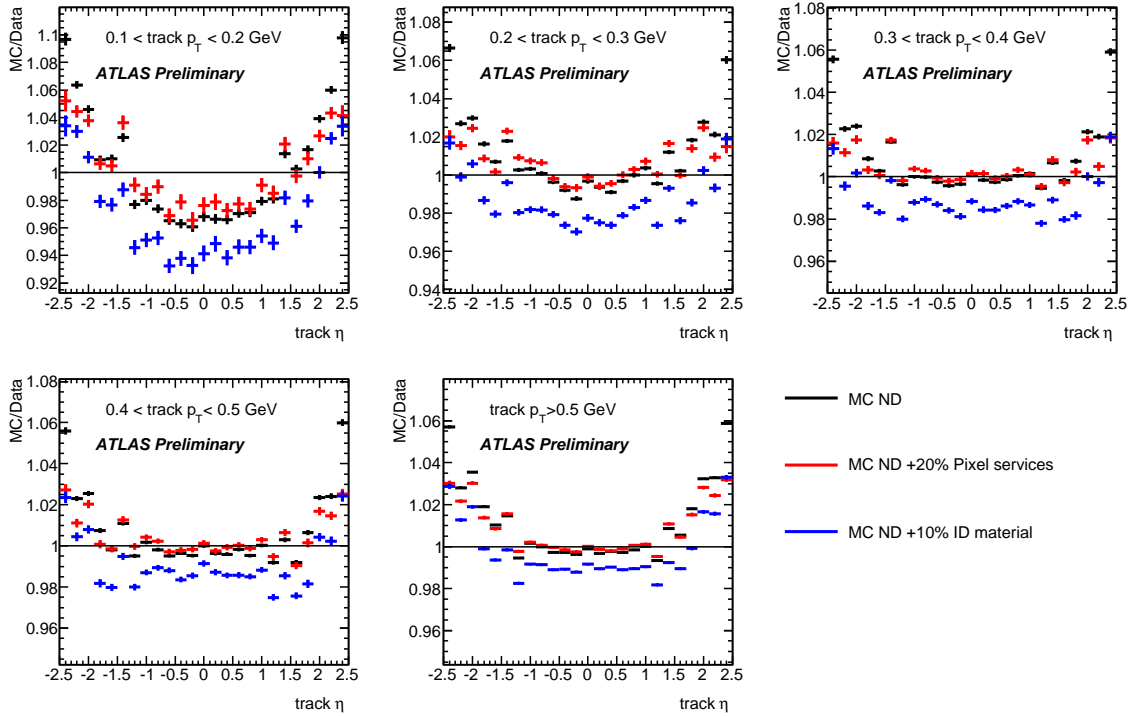 MC/Data
1.1
1.08
1.06
1.04
1.02
1
0.98
0.96
0.94
0.92
0.1 < track pT < 0.2 GeV
ATLAS Preliminary
-2.5 -2 -1.5 -1 -0.5 0 0.5 1 1.5 2 2.5
track η
MC/Data
1.08
1.06
1.04
1.02
1
0.98
0.96
0.94
0.2 < track pT < 0.3 GeV
ATLAS Preliminary
-2.5 -2 -1.5 -1 -0.5 0 0.5 1 1.5 2 2.5
track η
MC/Data
1.08
1.06
1.04
1.02
1
0.98
0.96
0.3 < track pT < 0.4 GeV
ATLAS Preliminary
-2.5 -2 -1.5 -1 -0.5 0 0.5 1 1.5 2 2.5
track η
MC/Data
1.08
1.06
1.04
1.02
1
0.98
0.96
0.4 < track pT < 0.5 GeV
ATLAS Preliminary
-2.5 -2 -1.5 -1 -0.5 0 0.5 1 1.5 2 2.5
track η
MC/Data
1.06
1.04
1.02
1
0.98
0.96
track pT>0.5 GeV
ATLAS Preliminary
-2.5 -2 -1.5 -1 -0.5 0 0.5 1 1.5 2 2.5
track η
MC ND
MC ND +20% Pixel services
MC ND +10% ID material